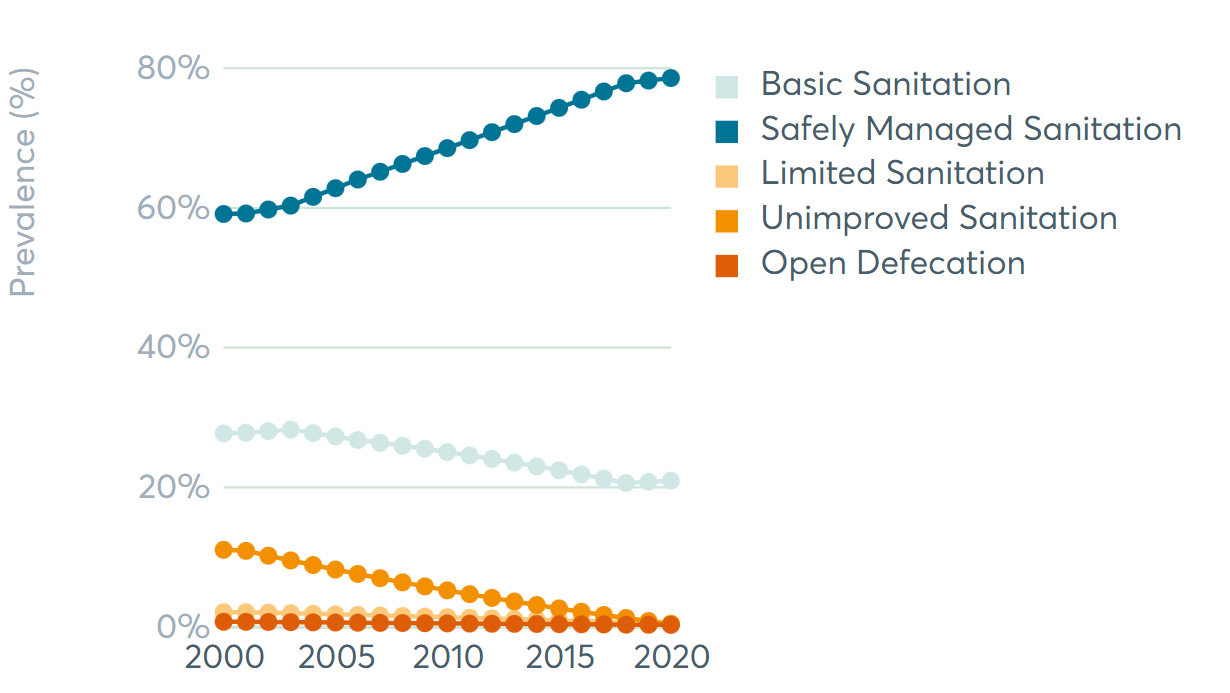 Prevalence (%)
80%
60%
40%
20%
0%
2000 2005 2010 2015 2020
Basic Sanitation
Safely Managed Sanitation
Limited Sanitation
Unimproved Sanitation
Open Defecation